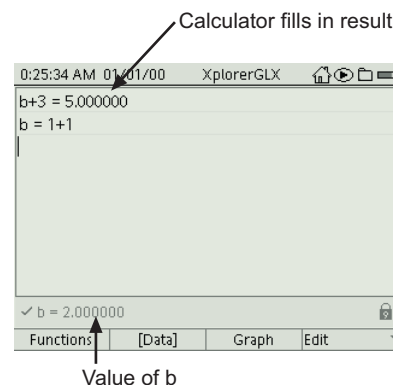 Calculator fills in result
0:25:34 AM 01/01/00 XplorerGLX
b+3 = 5.000000
b = 1+1
✓ b = 2.000000
Functions [Data] Graph Edit
Value of b